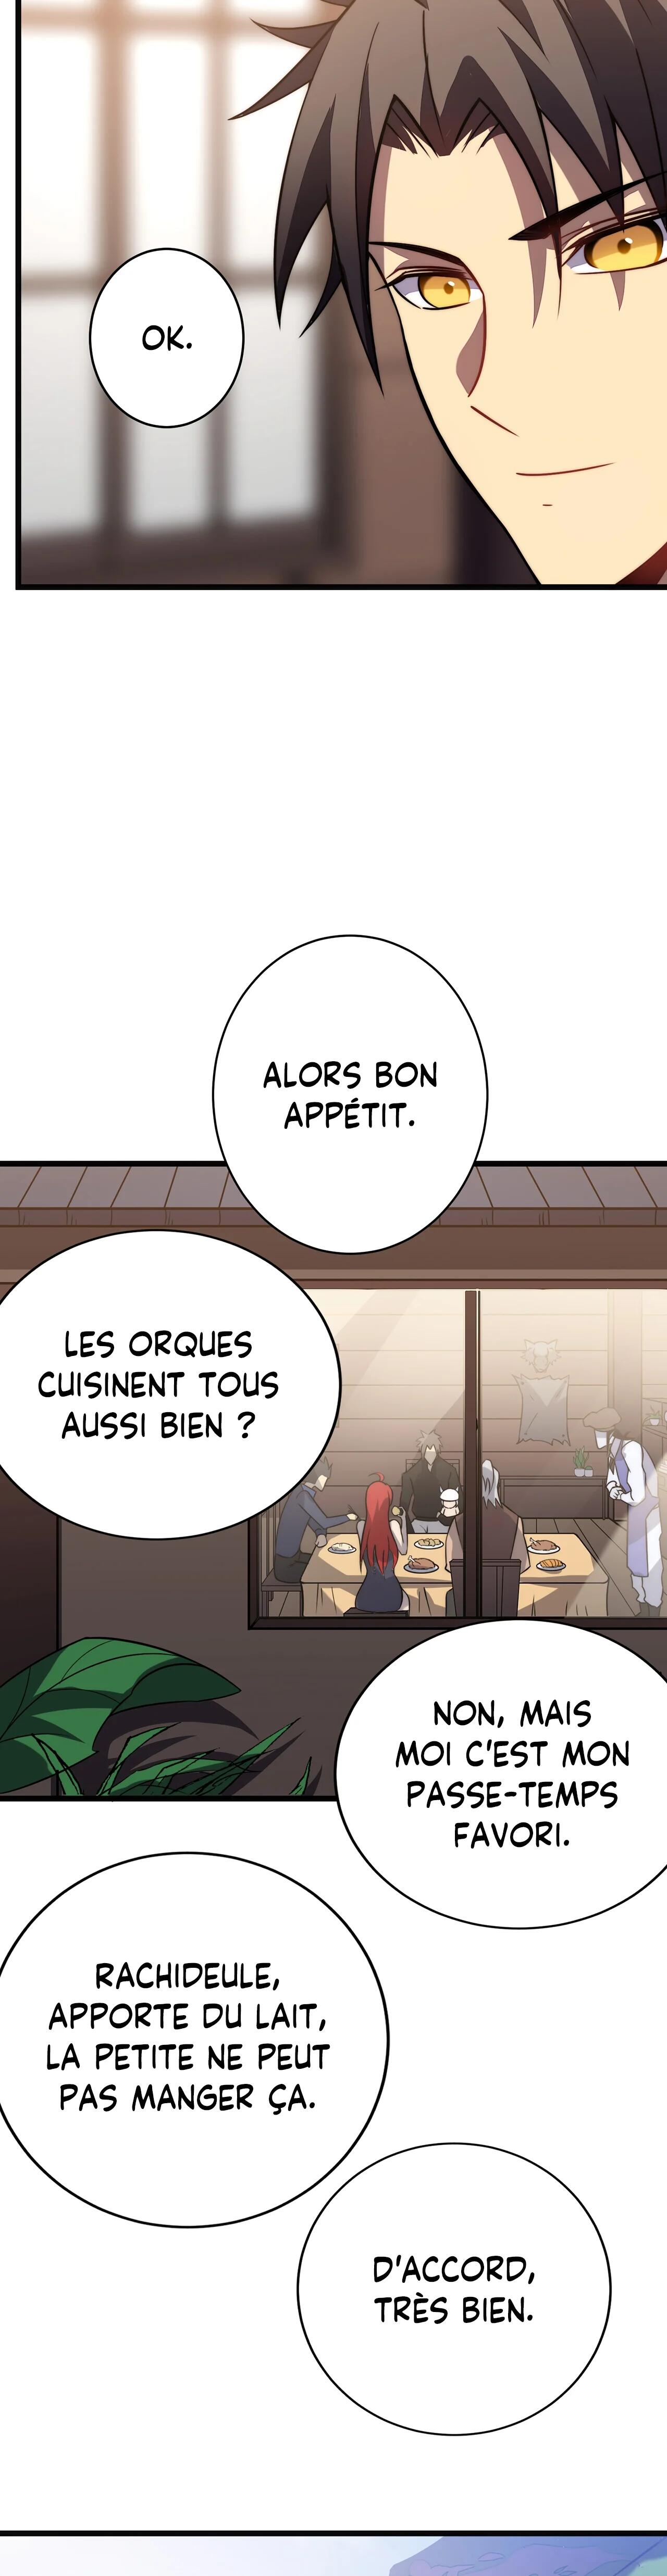 OK.
ALORS BON
APPÉTIT.
LES ORQUES
CUISINENT TOUS
AUSSI BIEN ?
NON, MAIS
MOI C'EST MON
PASSE-TEMPS
FAVORI.
RACHIDEULE,
APPORTE DU LAIT,
LA PETITE NE PEUT
PAS MANGER ÇA.
D'ACCORD,
TRÈS BIEN.